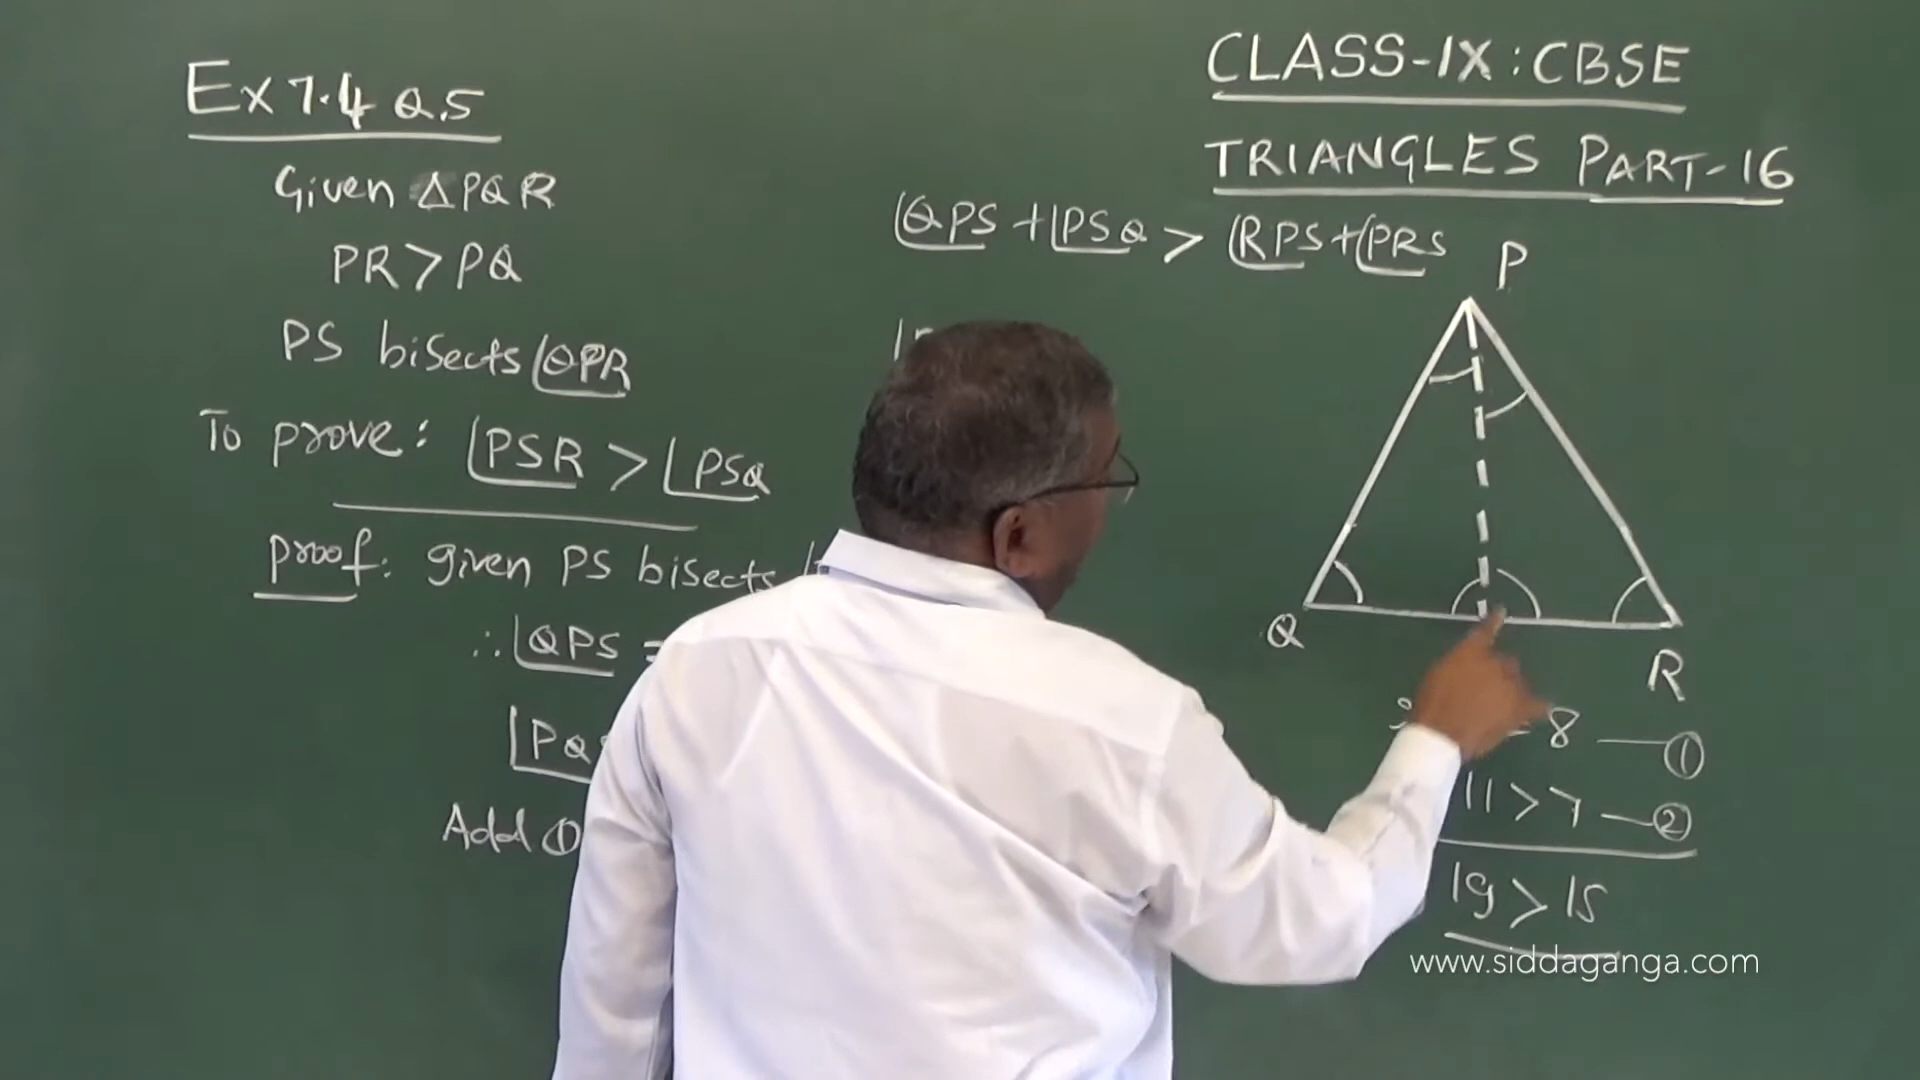 Ex 7.4 Q.5
Given Δ PQR
PR > PQ
PS bisects ∠QPR
To prove: ∠PSR > ∠PSQ
proof: given PS bisects
∴ ∠QPS =
∠PQS
Add ①
CLASS-IX : CBSE
TRIANGLES PART-16
∠QPS + ∠PSQ > ∠RPS + ∠PRS
P
Q
R
8 — ①
11 > 7 — ②
19 > 15
www.siddaganga.com